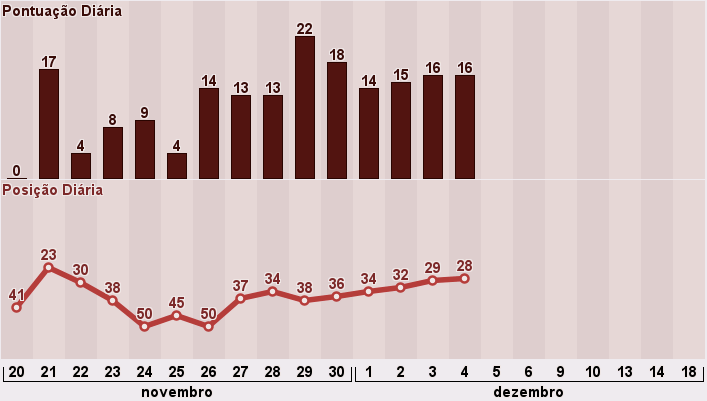 Pontuação Diária
0 17 4 8 9 4 14 13 13 22 18 14 15 16 16
Posição Diária
41 23 30 38 50 45 50 37 34 38 36 34 32 29 28
20 21 22 23 24 25 26 27 28 29 30 1 2 3 4 5 6 9 10 13 14 18
novembro dezembro